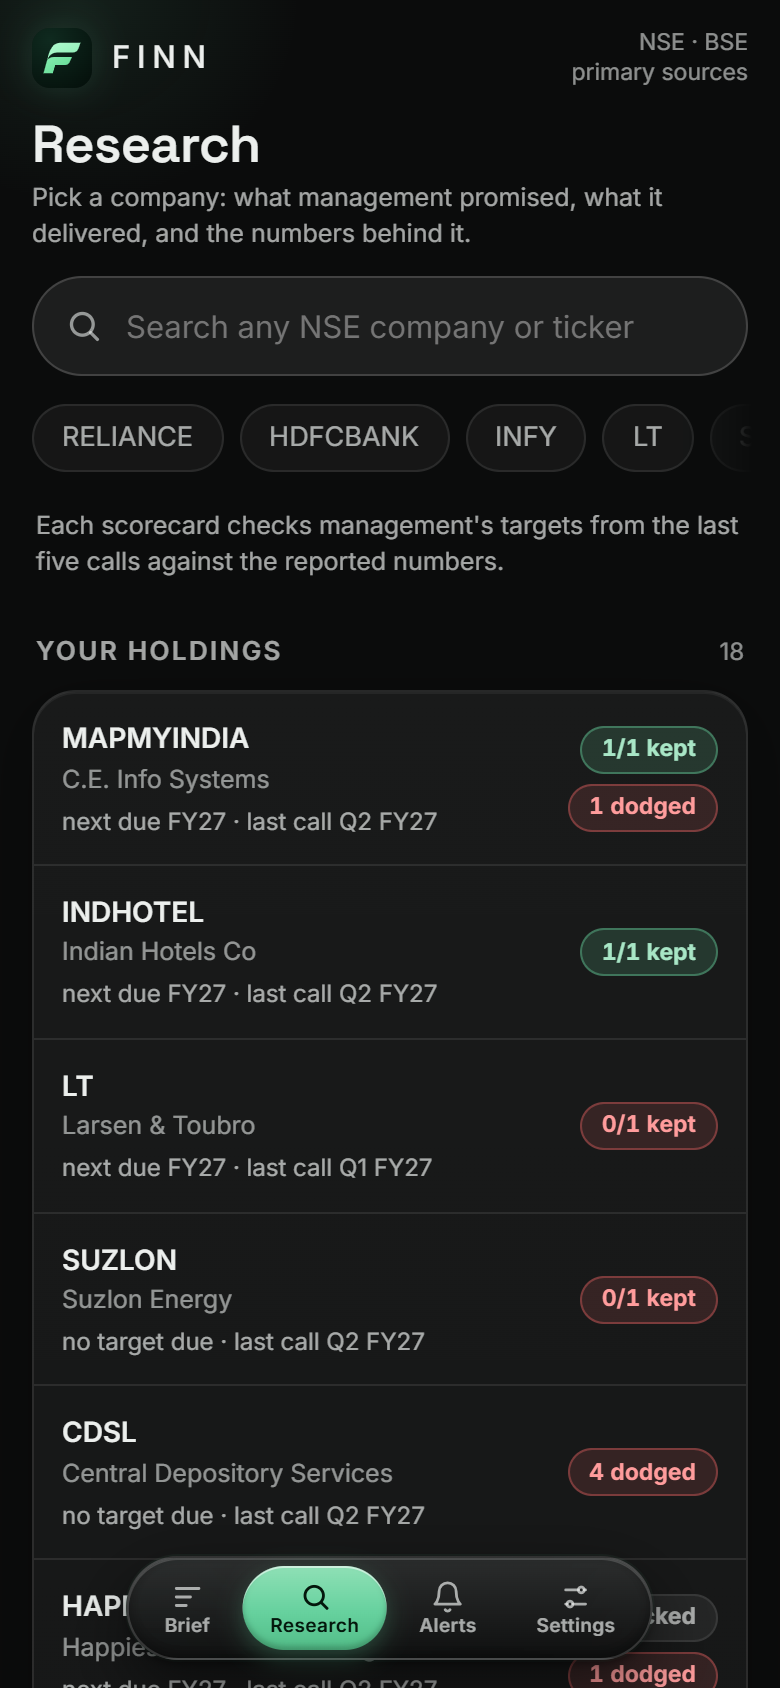 FINN
NSE · BSE
primary sources
Research
Pick a company: what management promised, what it
delivered, and the numbers behind it.
Search any NSE company or ticker
RELIANCE
HDFCBANK
INFY
LT
Each scorecard checks management's targets from the last
five calls against the reported numbers.
YOUR HOLDINGS
18
MAPMYINDIA
C.E. Info Systems
next due FY27 · last call Q2 FY27
1/1 kept
1 dodged
INDHOTEL
Indian Hotels Co
next due FY27 · last call Q2 FY27
1/1 kept
LT
Larsen & Toubro
next due FY27 · last call Q1 FY27
0/1 kept
SUZLON
Suzlon Energy
no target due · last call Q2 FY27
0/1 kept
CDSL
Central Depository Services
no target due · last call Q2 FY27
4 dodged
1 dodged
Brief
Research
Alerts
Settings